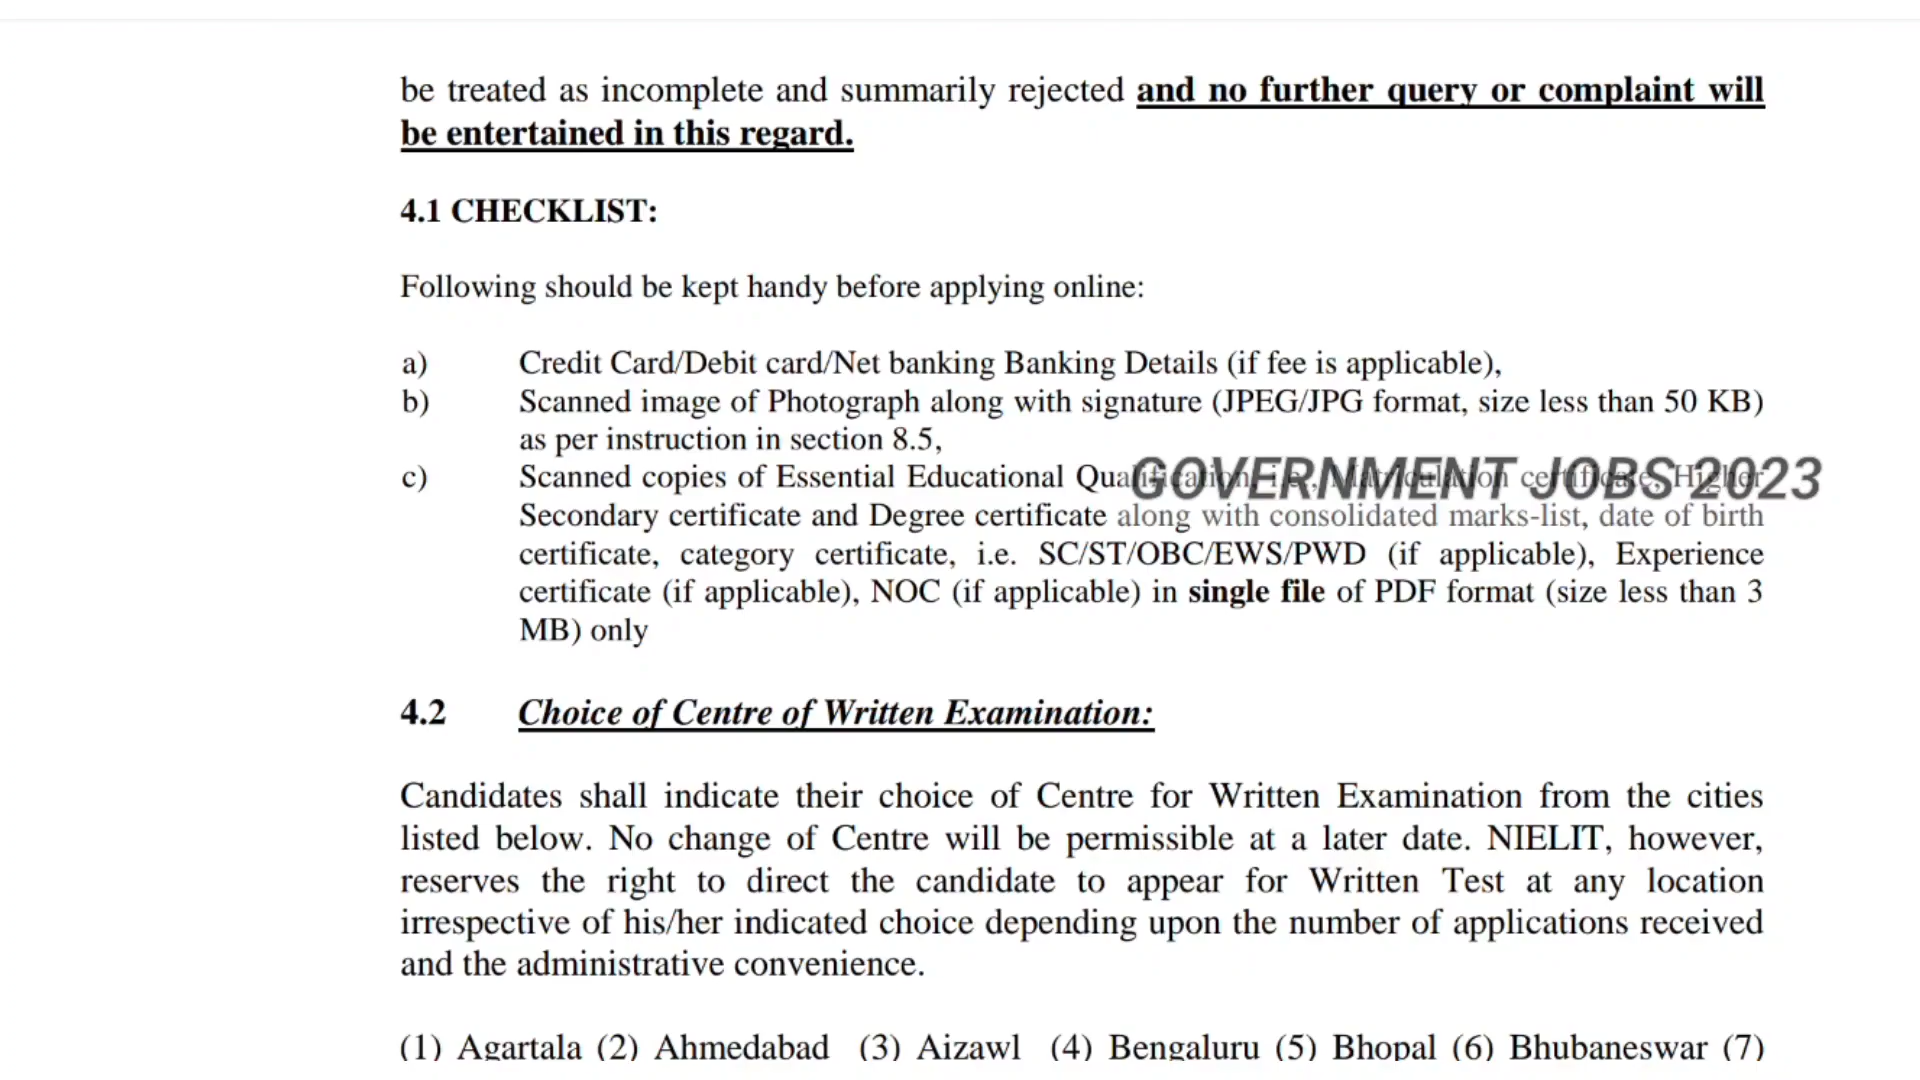 be treated as incomplete and summarily rejected and no further query or complaint will
be entertained in this regard.
4.1 CHECKLIST:
Following should be kept handy before applying online:
a) Credit Card/Debit card/Net banking Banking Details (if fee is applicable),
b) Scanned image of Photograph along with signature (JPEG/JPG format, size less than 50 KB)
as per instruction in section 8.5,
c) Scanned copies of Essential Educational Qualification, i.e., Matriculation certificate, Higher
GOVERNMENT JOBS 2023
Secondary certificate and Degree certificate along with consolidated marks-list, date of birth
certificate, category certificate, i.e. SC/ST/OBC/EWS/PWD (if applicable), Experience
certificate (if applicable), NOC (if applicable) in single file of PDF format (size less than 3
MB) only
4.2 Choice of Centre of Written Examination:
Candidates shall indicate their choice of Centre for Written Examination from the cities
listed below. No change of Centre will be permissible at a later date. NIELIT, however,
reserves the right to direct the candidate to appear for Written Test at any location
irrespective of his/her indicated choice depending upon the number of applications received
and the administrative convenience.
(1) Agartala (2) Ahmedabad (3) Aizawl (4) Bengaluru (5) Bhopal (6) Bhubaneswar (7)